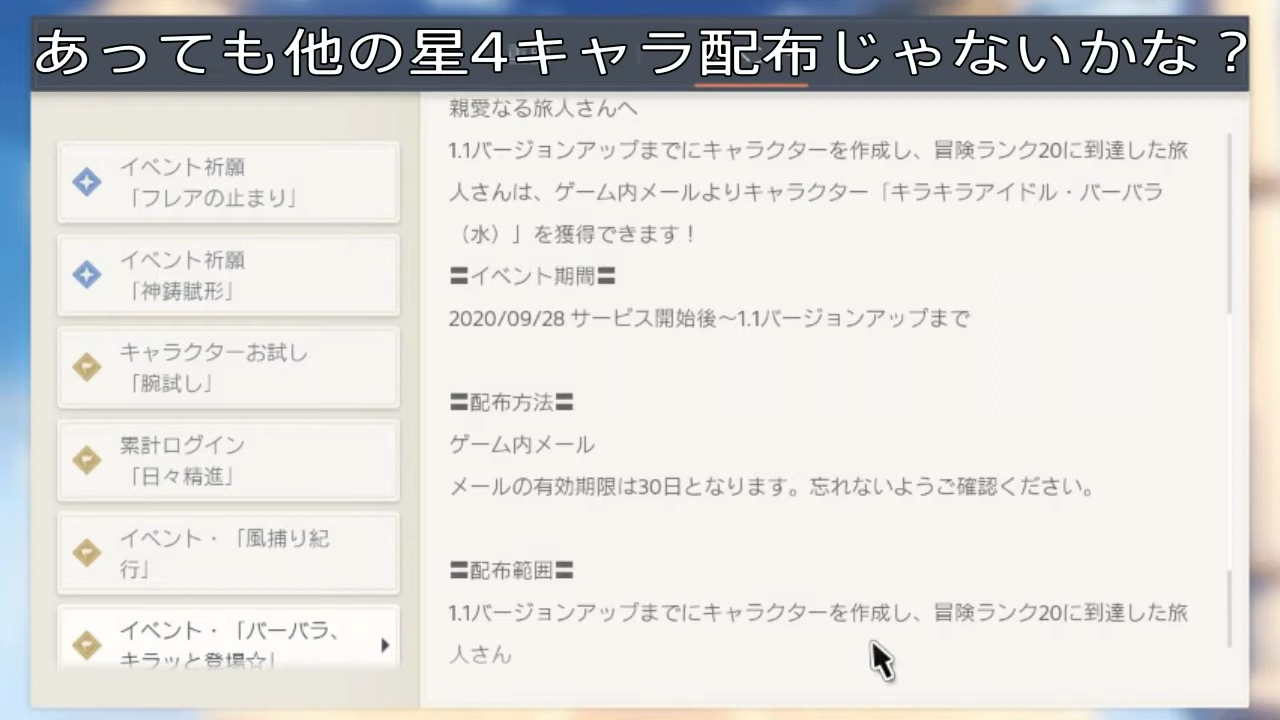 あっても他の星4キャラ配布じゃないかな？
イベント祈願
「フレアの止まり」
イベント祈願
「神鋳賦形」
キャラクターお試し
「腕試し」
累計ログイン
「日々精進」
イベント・「風捕り紀
行」
イベント・「バーバラ、
キラッと登場☆」
親愛なる旅人さんへ
1.1バージョンアップまでにキャラクターを作成し、冒険ランク20に到達した旅
人さんは、ゲーム内メールよりキャラクター「キラキラアイドル・バーバラ
（水）」を獲得できます！
〓イベント期間〓
2020/09/28 サービス開始後～1.1バージョンアップまで
〓配布方法〓
ゲーム内メール
メールの有効期限は30日となります。忘れないようご確認ください。
〓配布範囲〓
1.1バージョンアップまでにキャラクターを作成し、冒険ランク20に到達した旅
人さん